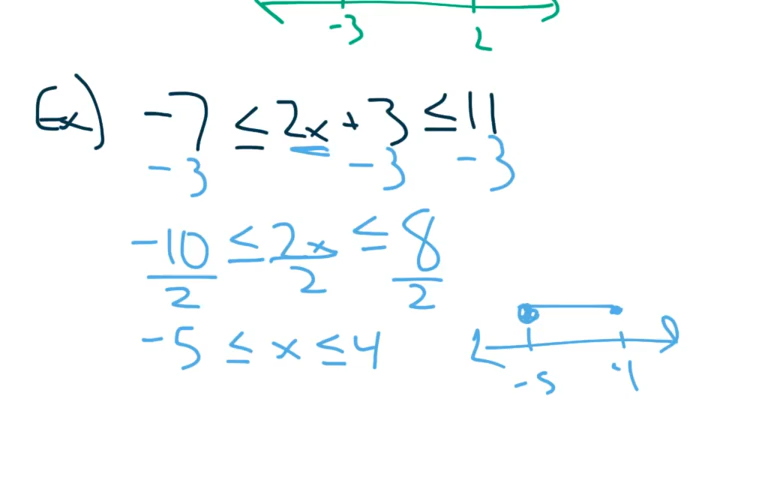 -3 2
Ex) -7 ≤ 2x + 3 ≤ 11
-3 -3 -3
-10 ≤ 2x ≤ 8
2 2 2
-5 ≤ x ≤ 4
-5 4